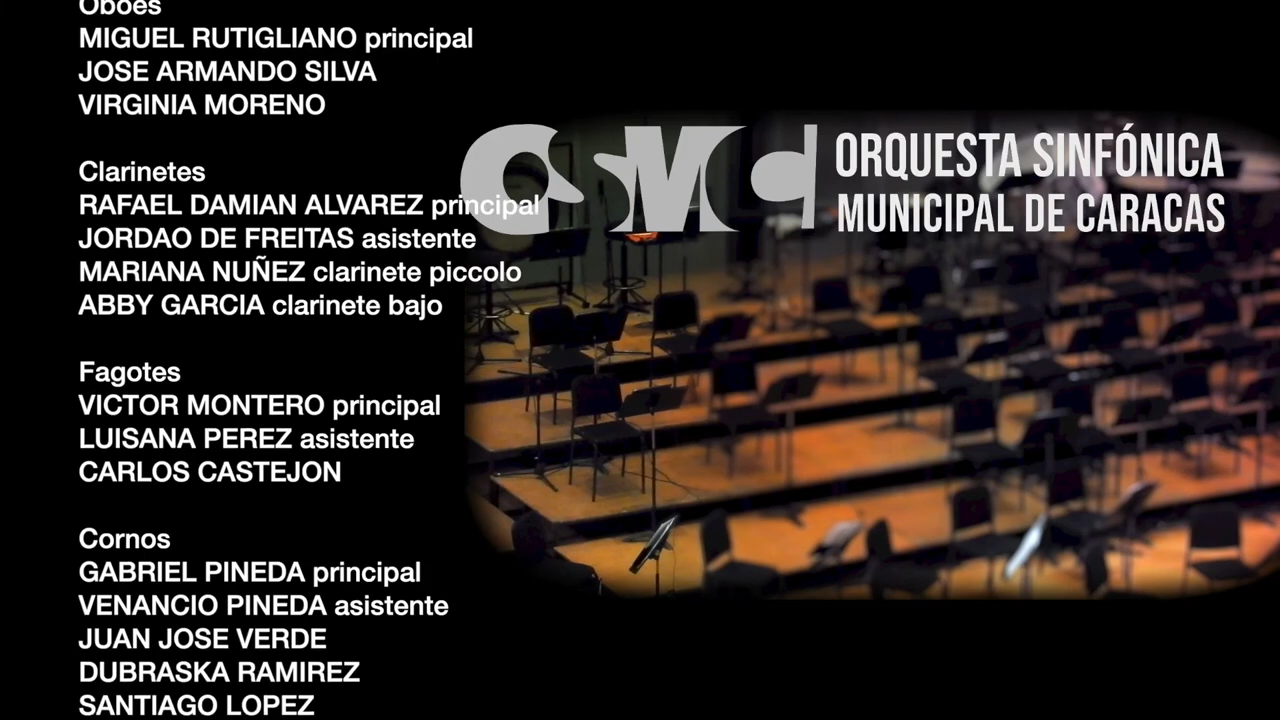 Oboes
MIGUEL RUTIGLIANO principal
JOSE ARMANDO SILVA
VIRGINIA MORENO
Clarinetes
RAFAEL DAMIAN ALVAREZ principal
JORDAO DE FREITAS asistente
MARIANA NUÑEZ clarinete piccolo
ABBY GARCIA clarinete bajo
Fagotes
VICTOR MONTERO principal
LUISANA PEREZ asistente
CARLOS CASTEJON
Cornos
GABRIEL PINEDA principal
VENANCIO PINEDA asistente
JUAN JOSE VERDE
DUBRASKA RAMIREZ
SANTIAGO LOPEZ
OSMC
ORQUESTA SINFÓNICA
MUNICIPAL DE CARACAS